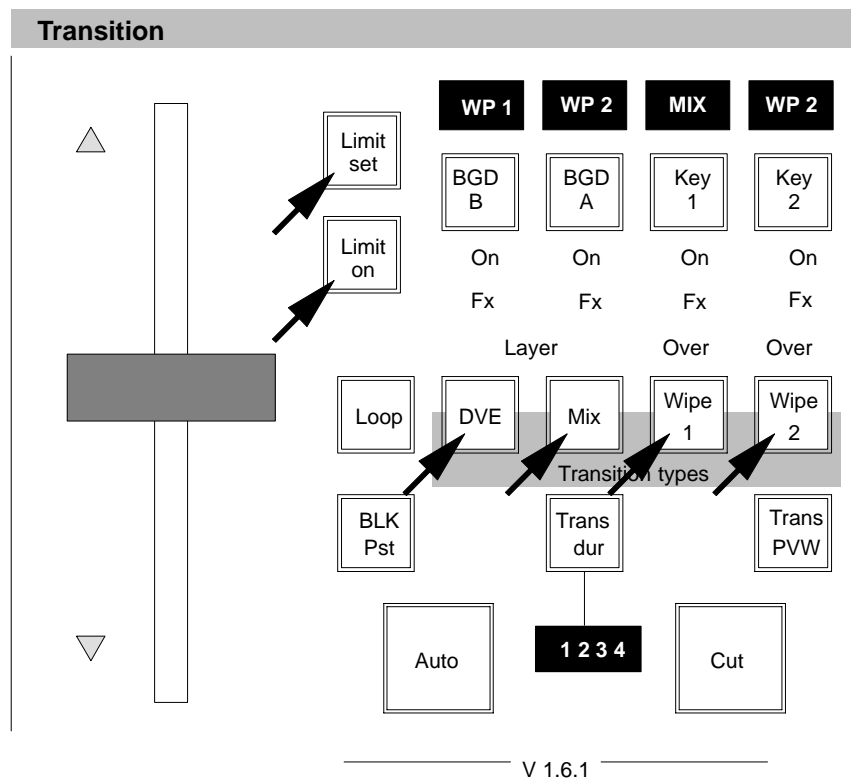 Transition
WP 1 WP 2 MIX WP 2
Limit set
BGD B BGD A Key 1 Key 2
Limit on
On On On On
Fx Fx Fx Fx
Layer Over Over
Loop DVE Mix Wipe 1 Wipe 2
Transition types
BLK Pst Trans dur Trans PVW
Auto 1 2 3 4 Cut
V 1.6.1